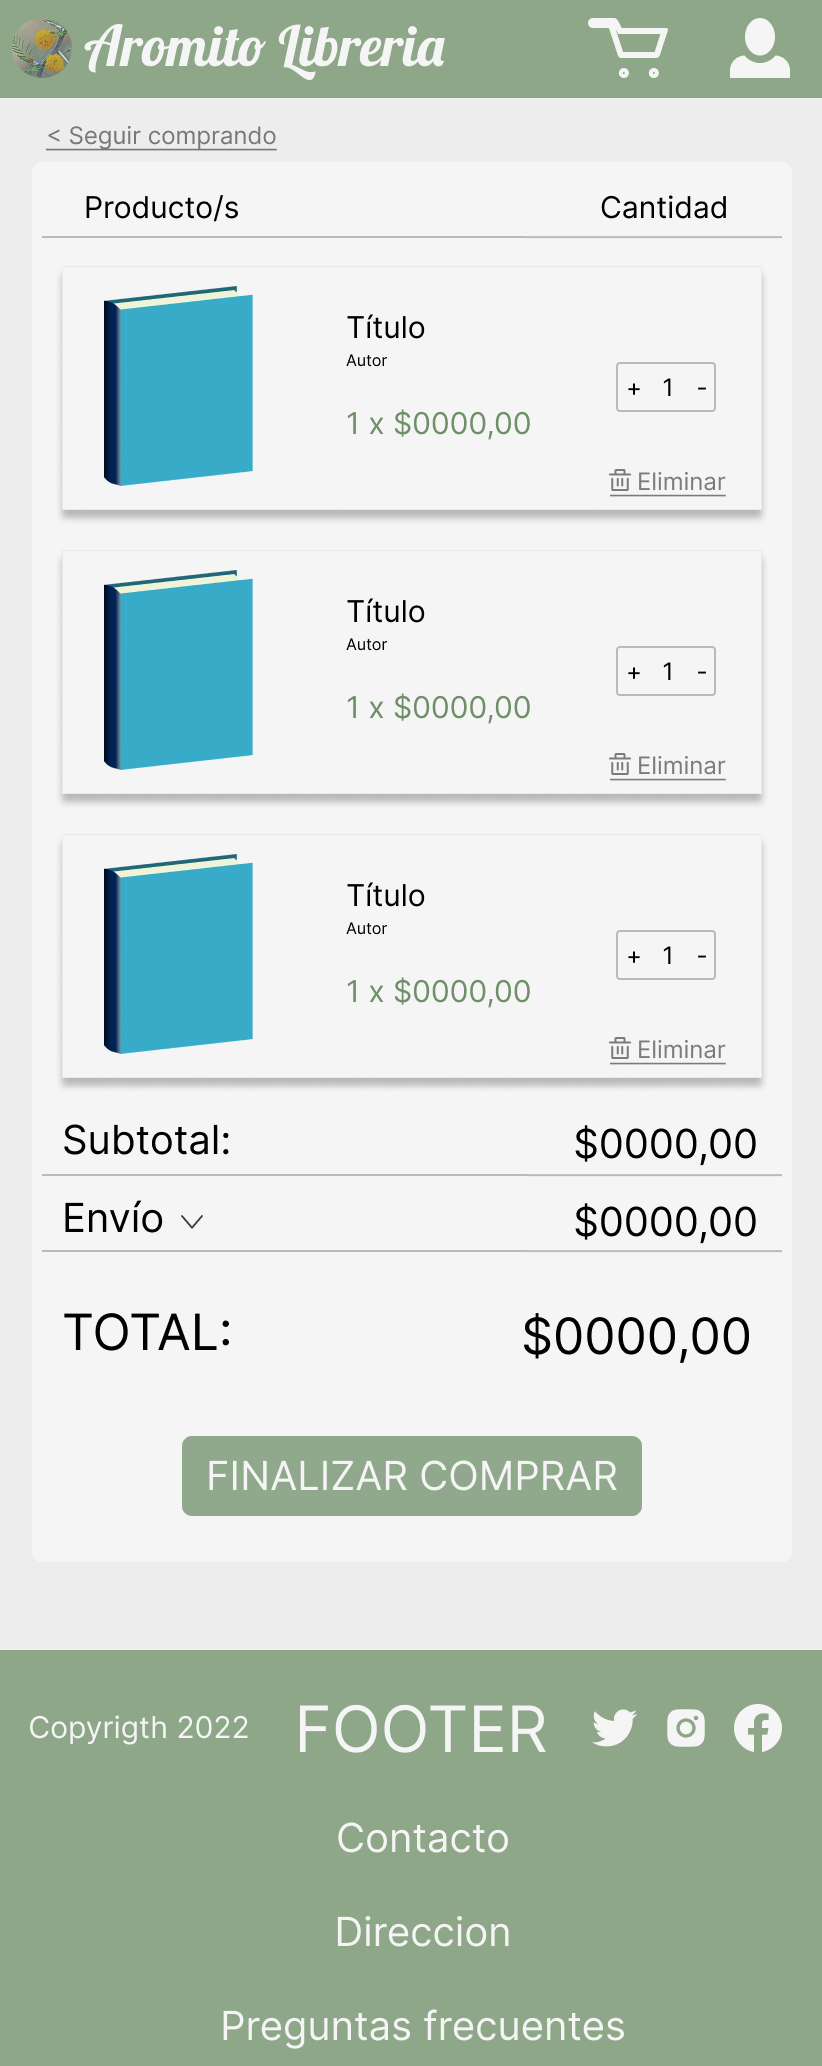 Aromito Libreria
< Seguir comprando
Producto/s Cantidad
Título
Autor
+ 1 -
1 x $0000,00
Eliminar
Título
Autor
+ 1 -
1 x $0000,00
Eliminar
Título
Autor
+ 1 -
1 x $0000,00
Eliminar
Subtotal: $0000,00
Envío $0000,00
TOTAL: $0000,00
FINALIZAR COMPRAR
Copyrigth 2022 FOOTER
Contacto
Direccion
Preguntas frecuentes